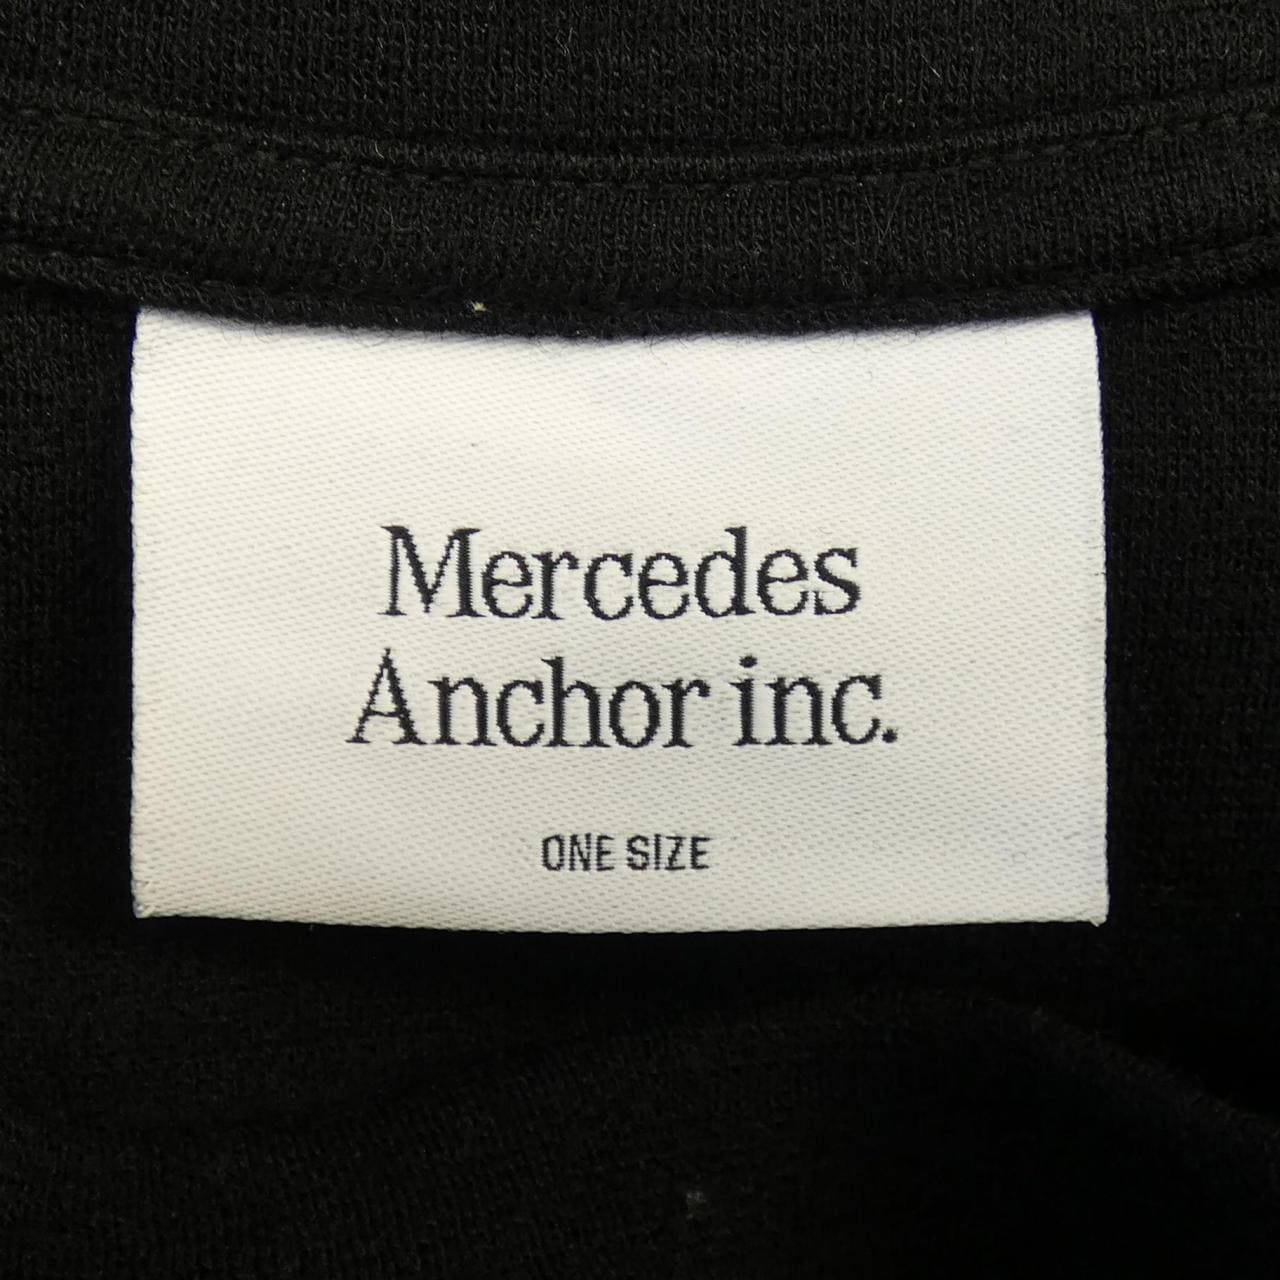 Mercedes
Anchor inc.
ONE SIZE